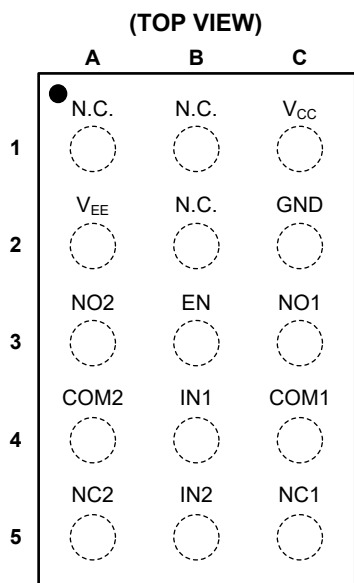 (TOP VIEW)
A B C
N.C. N.C. VCC
1
VEE N.C. GND
2
NO2 EN NO1
3
COM2 IN1 COM1
4
NC2 IN2 NC1
5